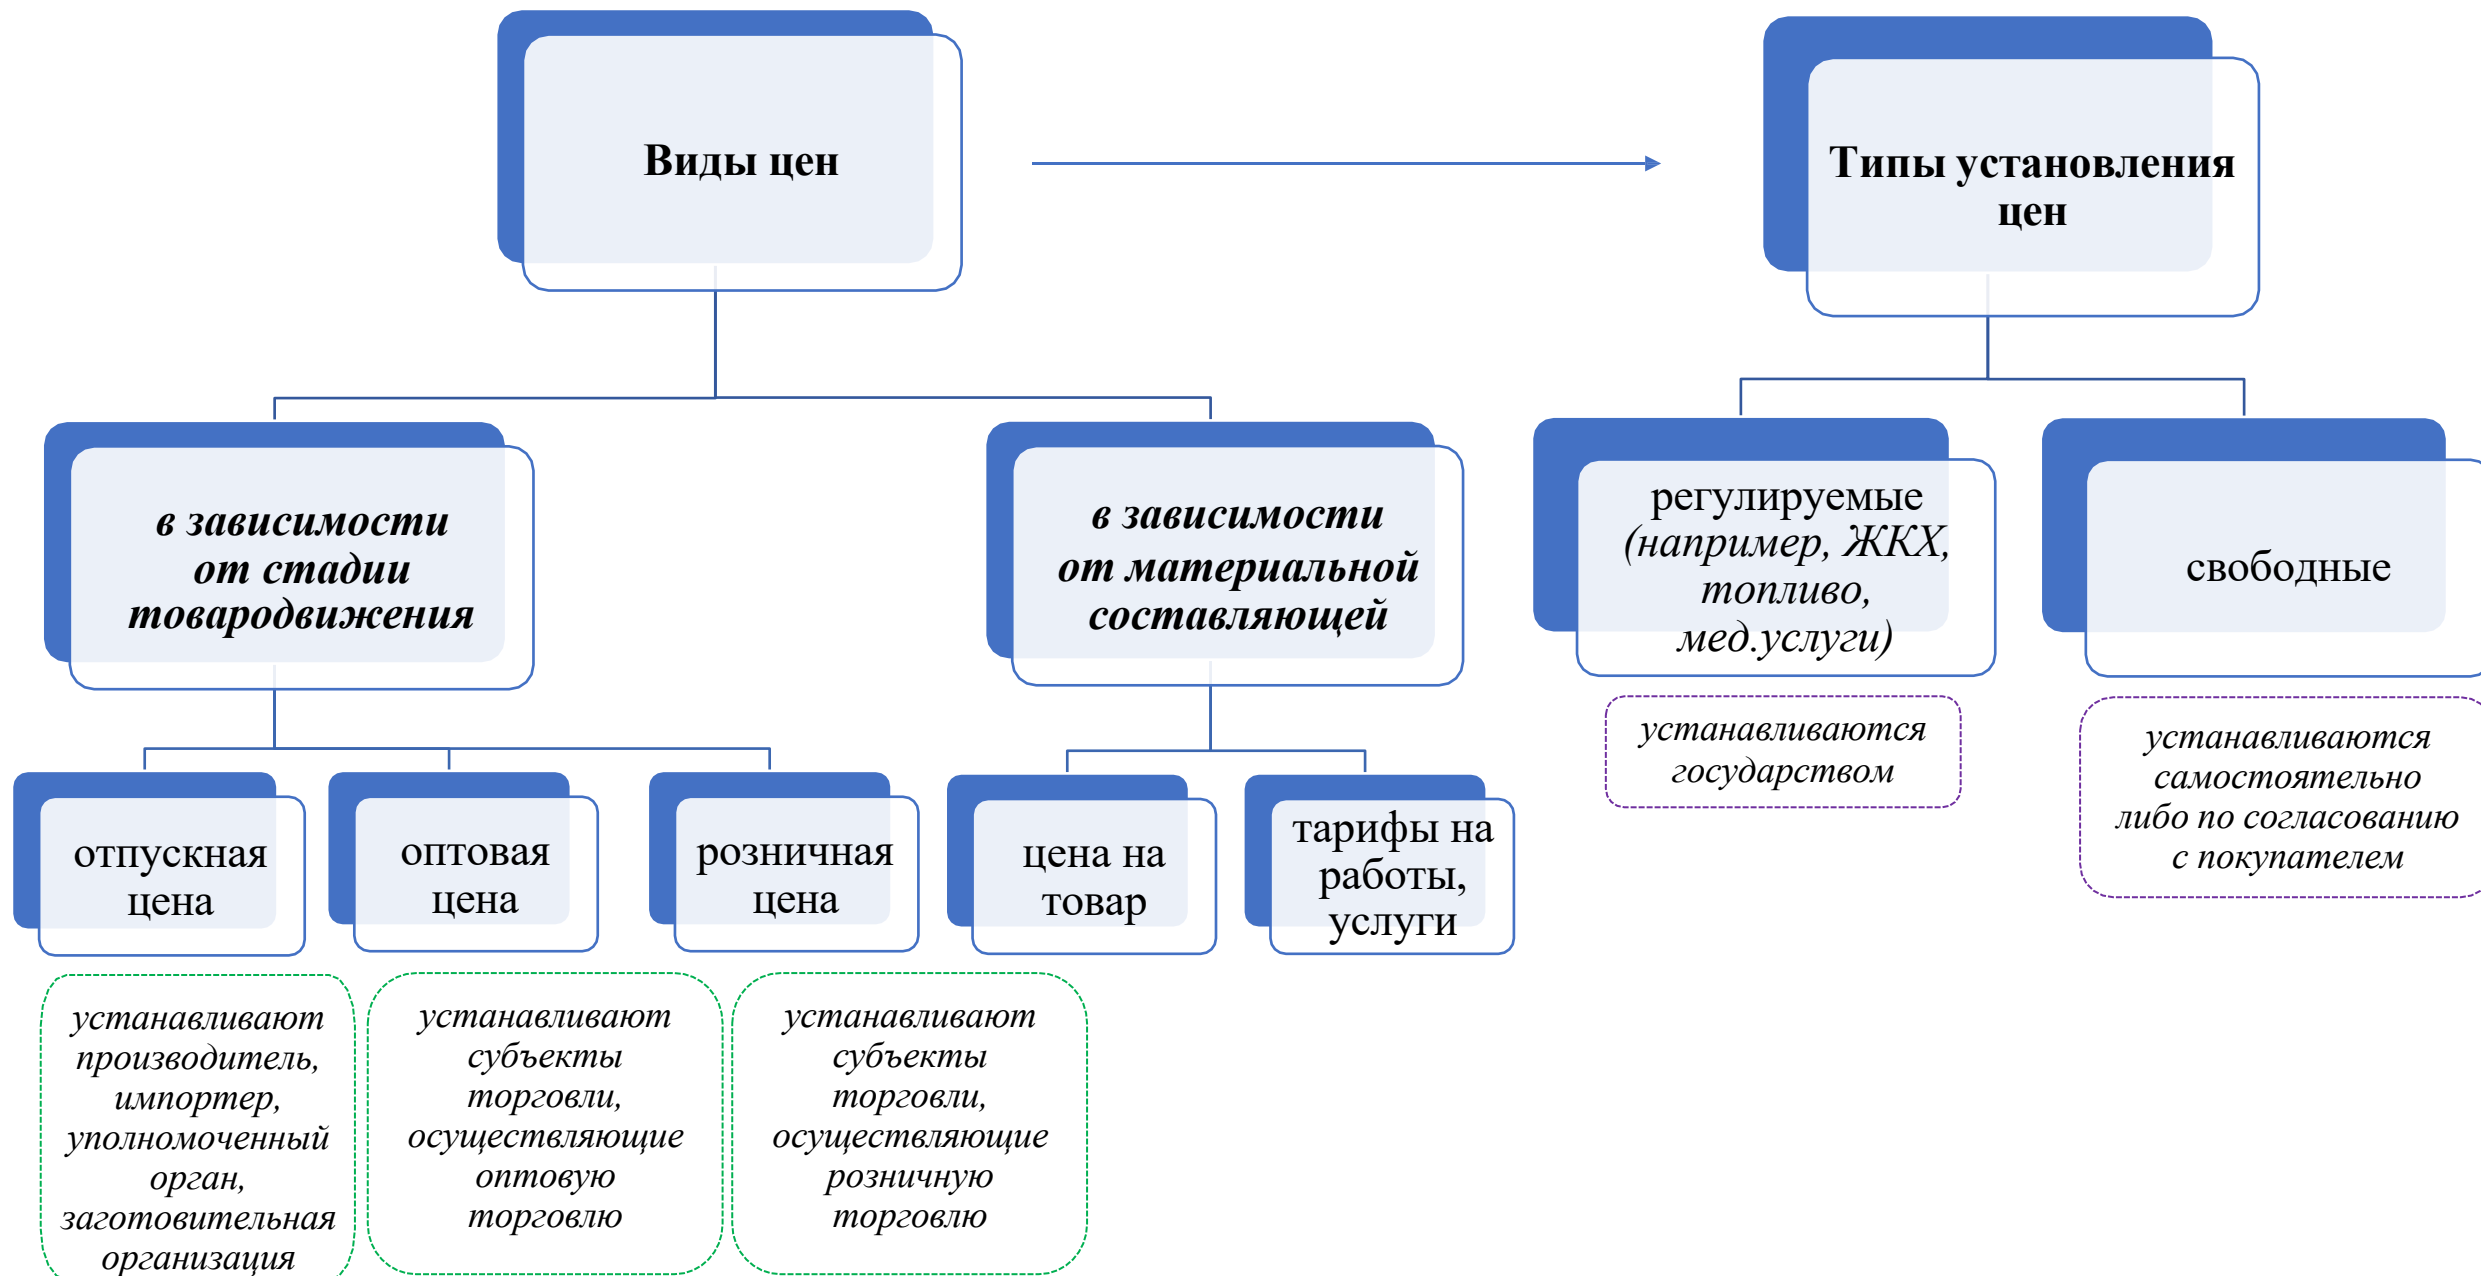 Виды цен
Типы установления
цен
в зависимости
от стадии
товародвижения
в зависимости
от материальной
составляющей
регулируемые
(например, ЖКХ,
топливо,
мед.услуги)
свободные
устанавливаются
государством
устанавливаются
самостоятельно
либо по согласованию
с покупателем
отпускная
цена
оптовая
цена
розничная
цена
цена на
товар
тарифы на
работы,
услуги
устанавливают
производитель,
импортер,
уполномоченный
орган,
заготовительная
организация
устанавливают
субъекты
торговли,
осуществляющие
оптовую
торговлю
устанавливают
субъекты
торговли,
осуществляющие
розничную
торговлю